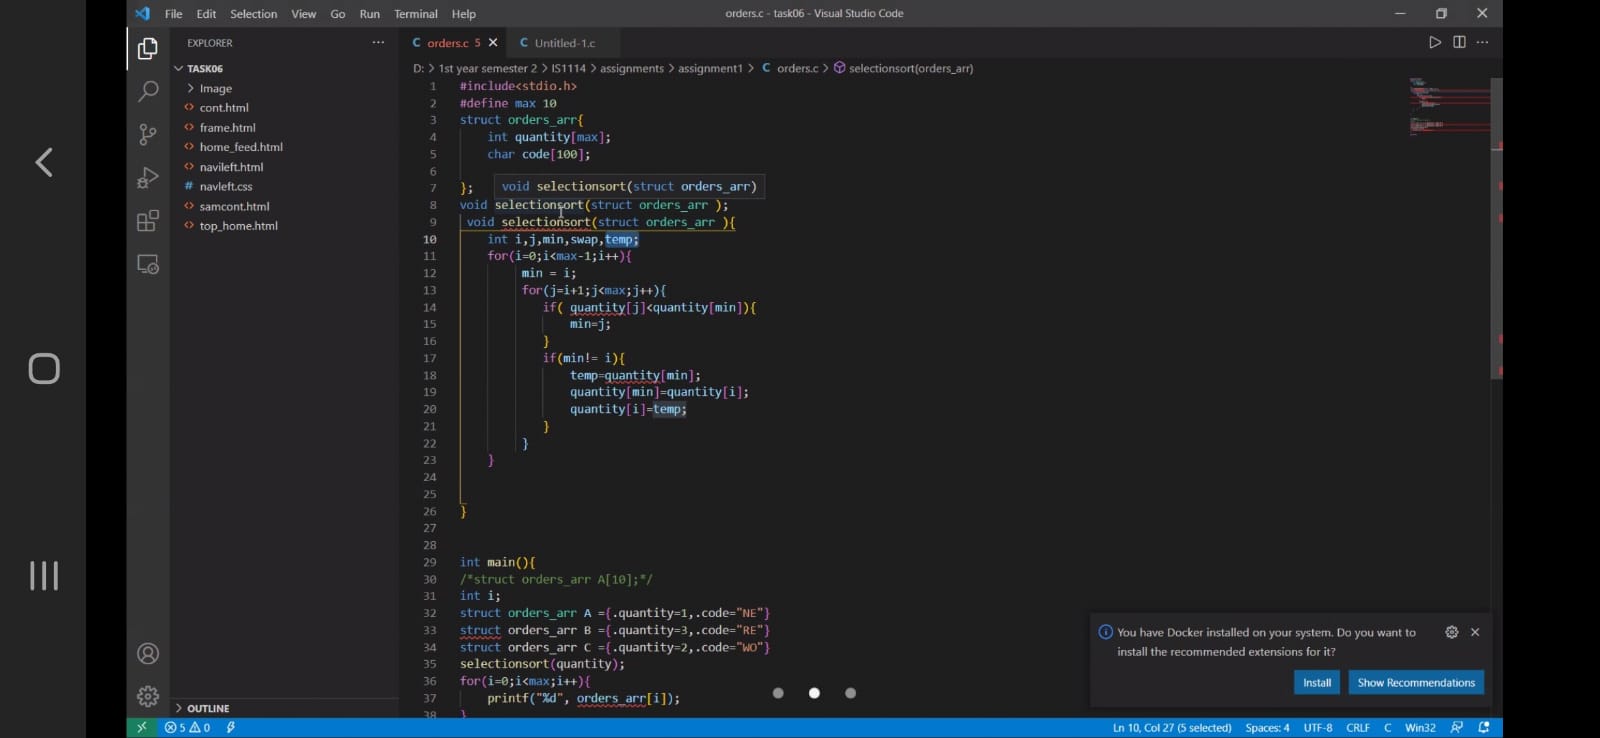 File Edit Selection View Go Run Terminal Help
orders.c - task06 - Visual Studio Code
EXPLORER
TASK06
Image
cont.html
frame.html
home_feed.html
navileft.html
navleft.css
samcont.html
top_home.html
OUTLINE
C orders.c 5
C Untitled-1.c
D: > 1st year semester 2 > IS1114 > assignments > assignment1 > C orders.c > selectionsort(orders_arr)
1 #include<stdio.h>
2 #define max 10
3 struct orders_arr{
4 int quantity[max];
5 char code[100];
6
7 };
void selectionsort(struct orders_arr)
8 void selectionsort(struct orders_arr );
9 void selectionsort(struct orders_arr ){
10 int i,j,min,swap,temp;
11 for(i=0;i<max-1;i++){
12 min = i;
13 for(j=i+1;j<max;j++){
14 if( quantity[j]<quantity[min]){
15 min=j;
16 }
17 if(min!= i){
18 temp=quantity[min];
19 quantity[min]=quantity[i];
20 quantity[i]=temp;
21 }
22 }
23 }
24
25
26 }
27
28
29 int main(){
30 /*struct orders_arr A[10];*/
31 int i;
32 struct orders_arr A ={.quantity=1,.code="NE"}
33 struct orders_arr B ={.quantity=3,.code="RE"}
34 struct orders_arr C ={.quantity=2,.code="WO"}
35 selectionsort(quantity);
36 for(i=0;i<max;i++){
37 printf("%d", orders_arr[i]);
38 }
You have Docker installed on your system. Do you want to
install the recommended extensions for it?
Install
Show Recommendations
5 0
Ln 10, Col 27 (5 selected) Spaces: 4 UTF-8 CRLF C Win32